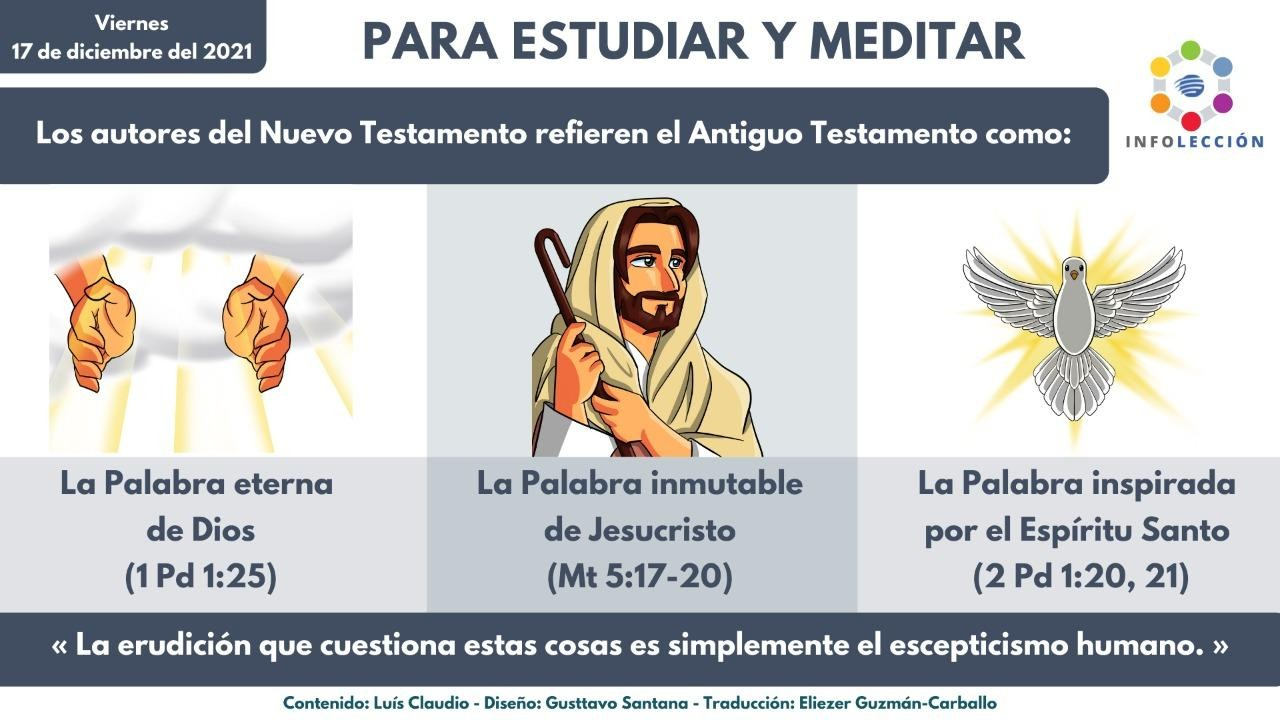 Viernes
17 de diciembre del 2021
PARA ESTUDIAR Y MEDITAR
INFOLECCIÓN
Los autores del Nuevo Testamento refieren el Antiguo Testamento como:
La Palabra eterna
de Dios
(1 Pd 1:25)
La Palabra inmutable
de Jesucristo
(Mt 5:17-20)
La Palabra inspirada
por el Espíritu Santo
(2 Pd 1:20, 21)
« La erudición que cuestiona estas cosas es simplemente el escepticismo humano. »
Contenido: Luís Claudio - Diseño: Gusttavo Santana - Traducción: Eliezer Guzmán-Carballo